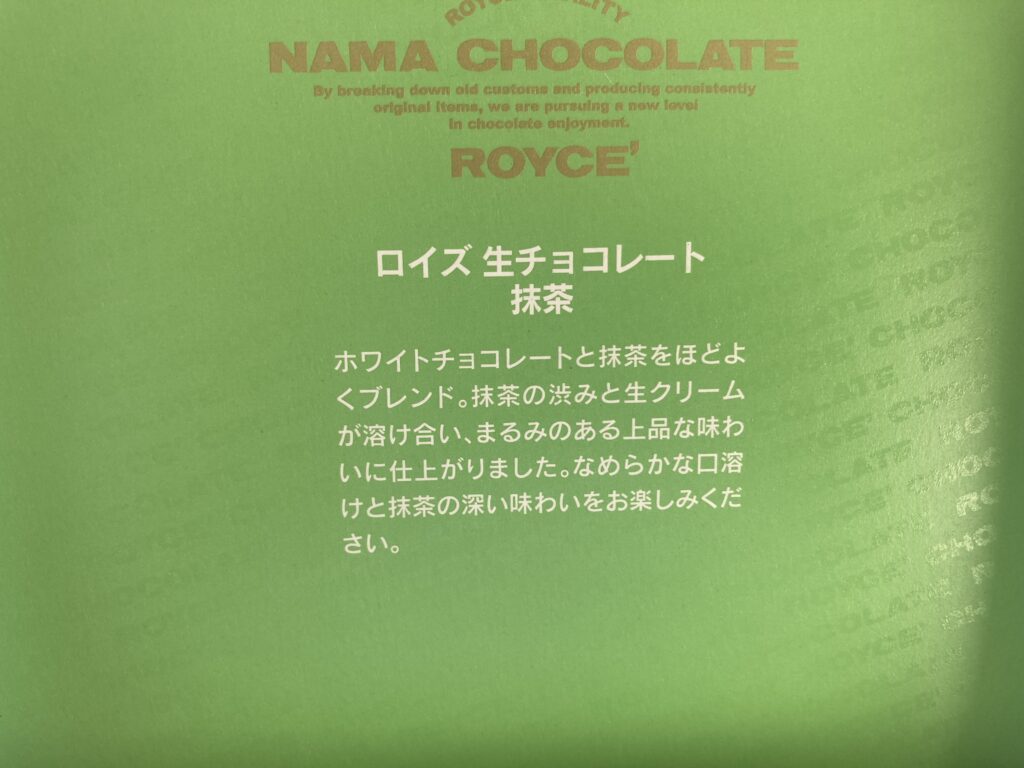 NAMA CHOCOLATE
By breaking down old customs and producing consistently
original items, we are pursuing a new level
in chocolate enjoyment.
ROYCE'
ロイズ 生チョコレート
抹茶
ホワイトチョコレートと抹茶をほどよ
くブレンド。抹茶の渋みと生クリーム
が溶け合い、まるみのある上品な味わ
いに仕上がりました。なめらかな口溶
けと抹茶の深い味わいをお楽しみくだ
さい。